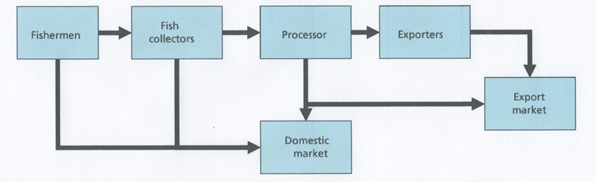 Fishermen
Fish
collectors
Processor
Exporters
Export
market
Domestic
market